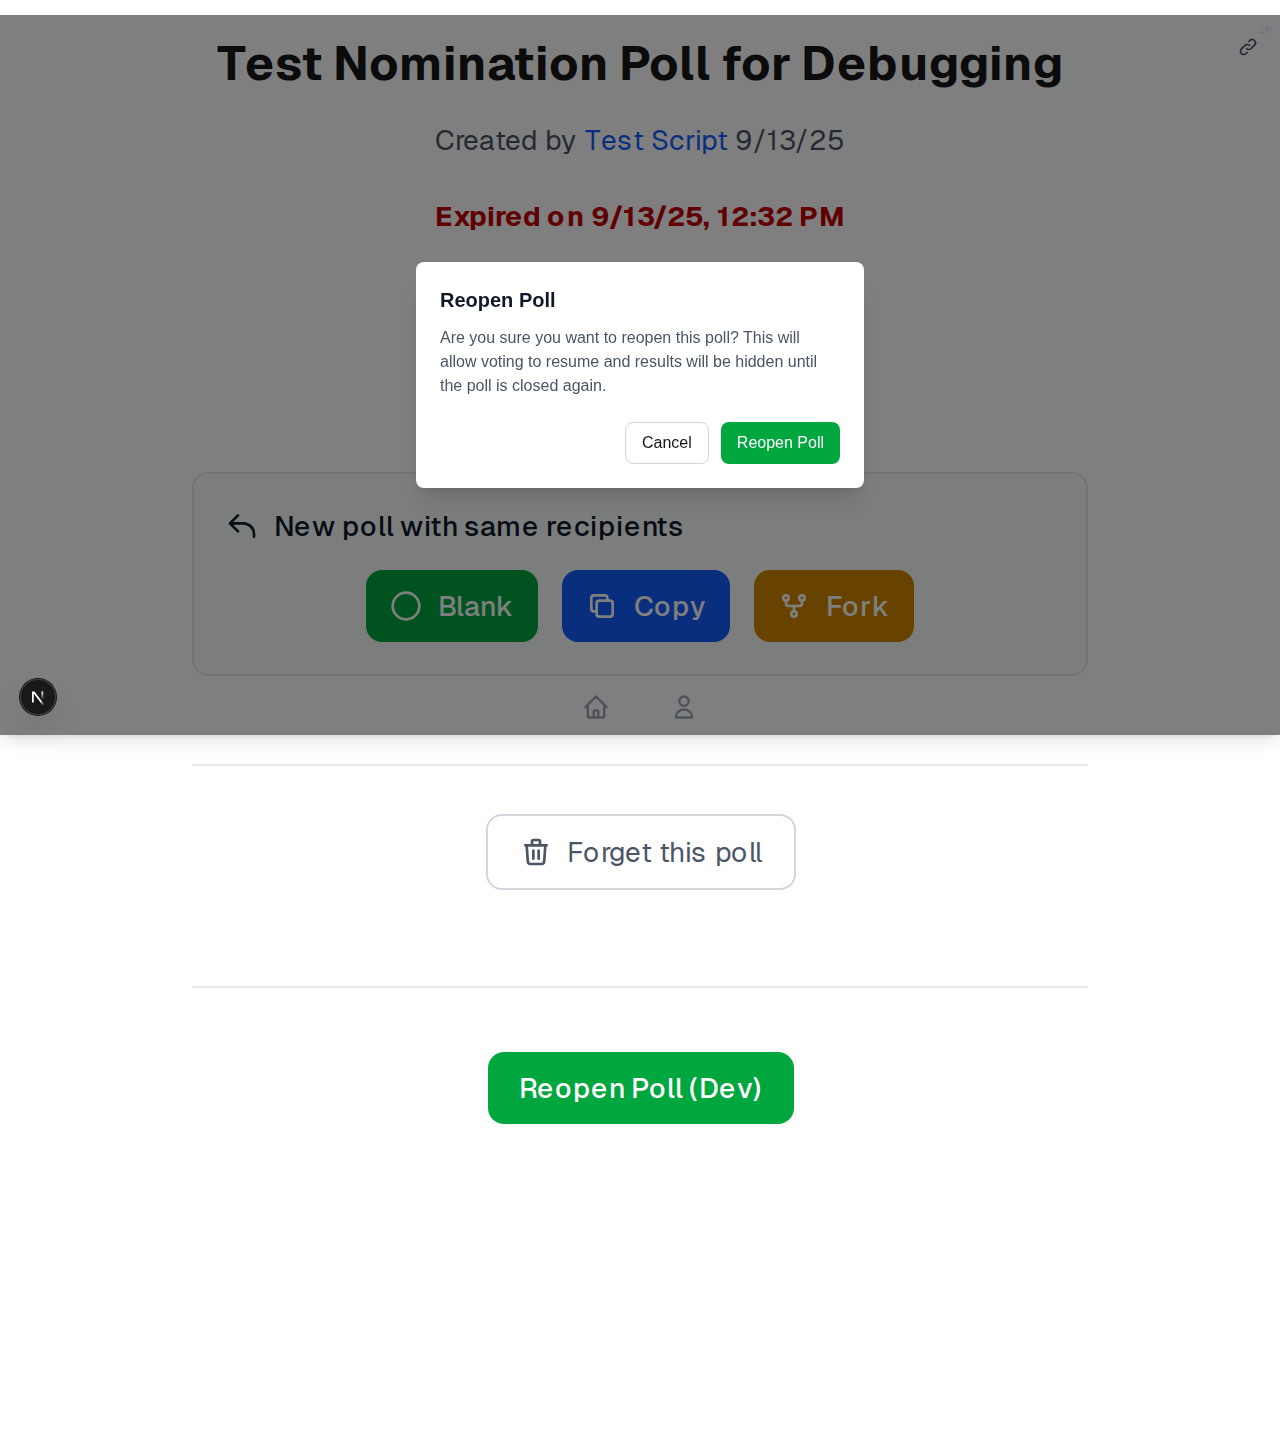 Test Nomination Poll for Debugging
Created by Test Script 9/13/25
Expired on 9/13/25, 12:32 PM
Reopen Poll
Are you sure you want to reopen this poll? This will
allow voting to resume and results will be hidden until
the poll is closed again.
Cancel
Reopen Poll
New poll with same recipients
Blank
Copy
Fork
N
Forget this poll
Reopen Poll (Dev)